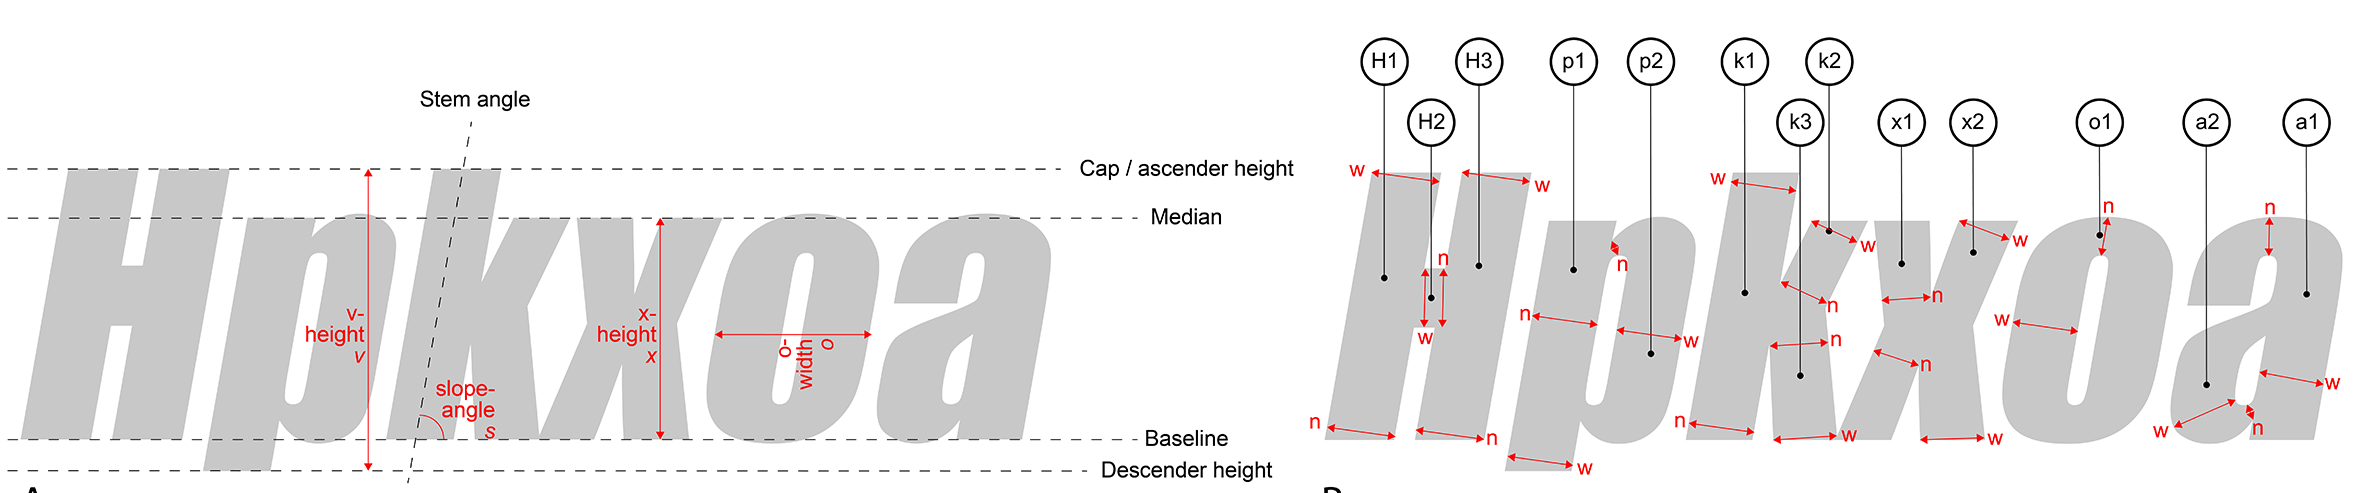 Stem angle
Cap / ascender height
Median
Baseline
Descender height
Hpkxoa
v-
height
v
slope-
angle
s
x-
height
x
o-
width
o
H1
H3
p1
p2
k1
k2
H2
k3
x1
x2
o1
a2
a1
Hpkxoa
w
w
w
w
w
n
n
n
w
n
n
w
n
n
w
n
n
w
n
n
w
n
w
n
w
n
w
w
n